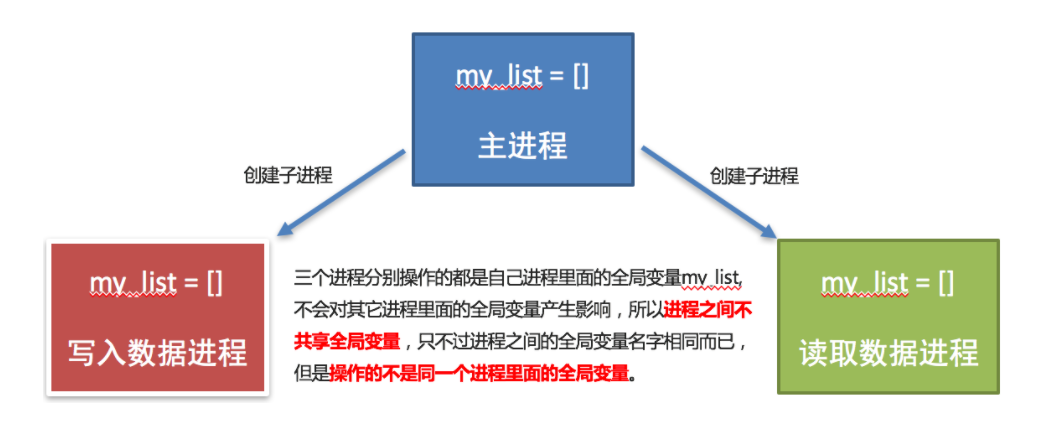 my_list = []
主进程
创建子进程
创建子进程
my_list = []
写入数据进程
三个进程分别操作的都是自己进程里面的全局变量my_list,
不会对其它进程里面的全局变量产生影响，所以进程之间不
共享全局变量，只不过进程之间的全局变量名字相同而已，
但是操作的不是同一个进程里面的全局变量。
my_list = []
读取数据进程